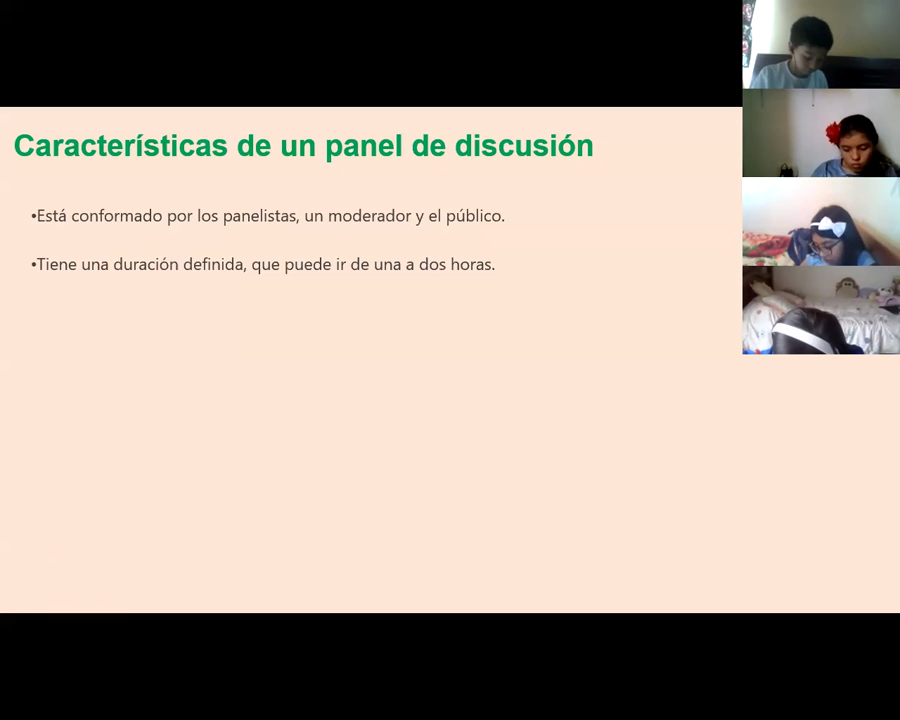 Características de un panel de discusión
•Está conformado por los panelistas, un moderador y el público.
•Tiene una duración definida, que puede ir de una a dos horas.